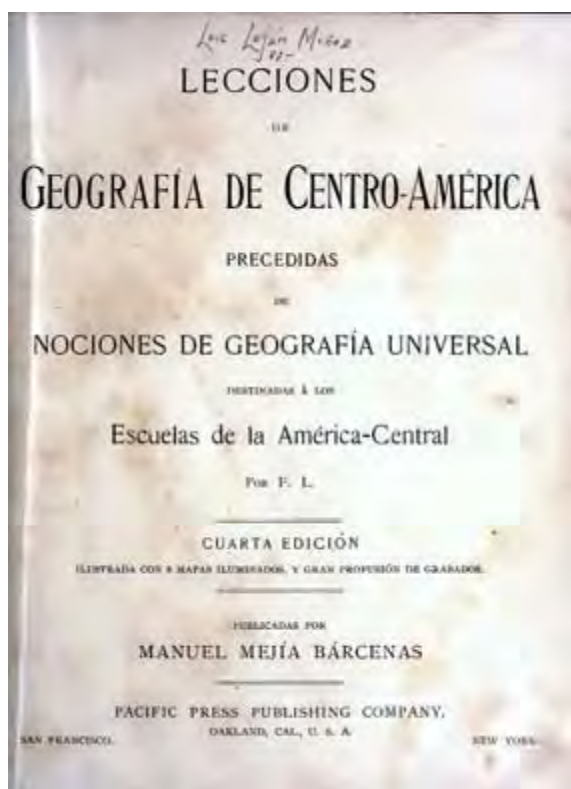 Luis Luján Muñoz
LECCIONES
DE
GEOGRAFÍA DE CENTRO-AMÉRICA
PRECEDIDAS
DE
NOCIONES DE GEOGRAFÍA UNIVERSAL
DESTINADAS Á LOS
Escuelas de la América-Central
POR F. L.
CUARTA EDICIÓN
ILUSTRADA CON 8 MAPAS ILUMINADOS, Y GRAN PROFUSIÓN DE GRABADOS.
PUBLICADAS POR
MANUEL MEJÍA BÁRCENAS
PACIFIC PRESS PUBLISHING COMPANY,
OAKLAND, CAL., U. S. A.
SAN FRANCISCO. NEW YORK.